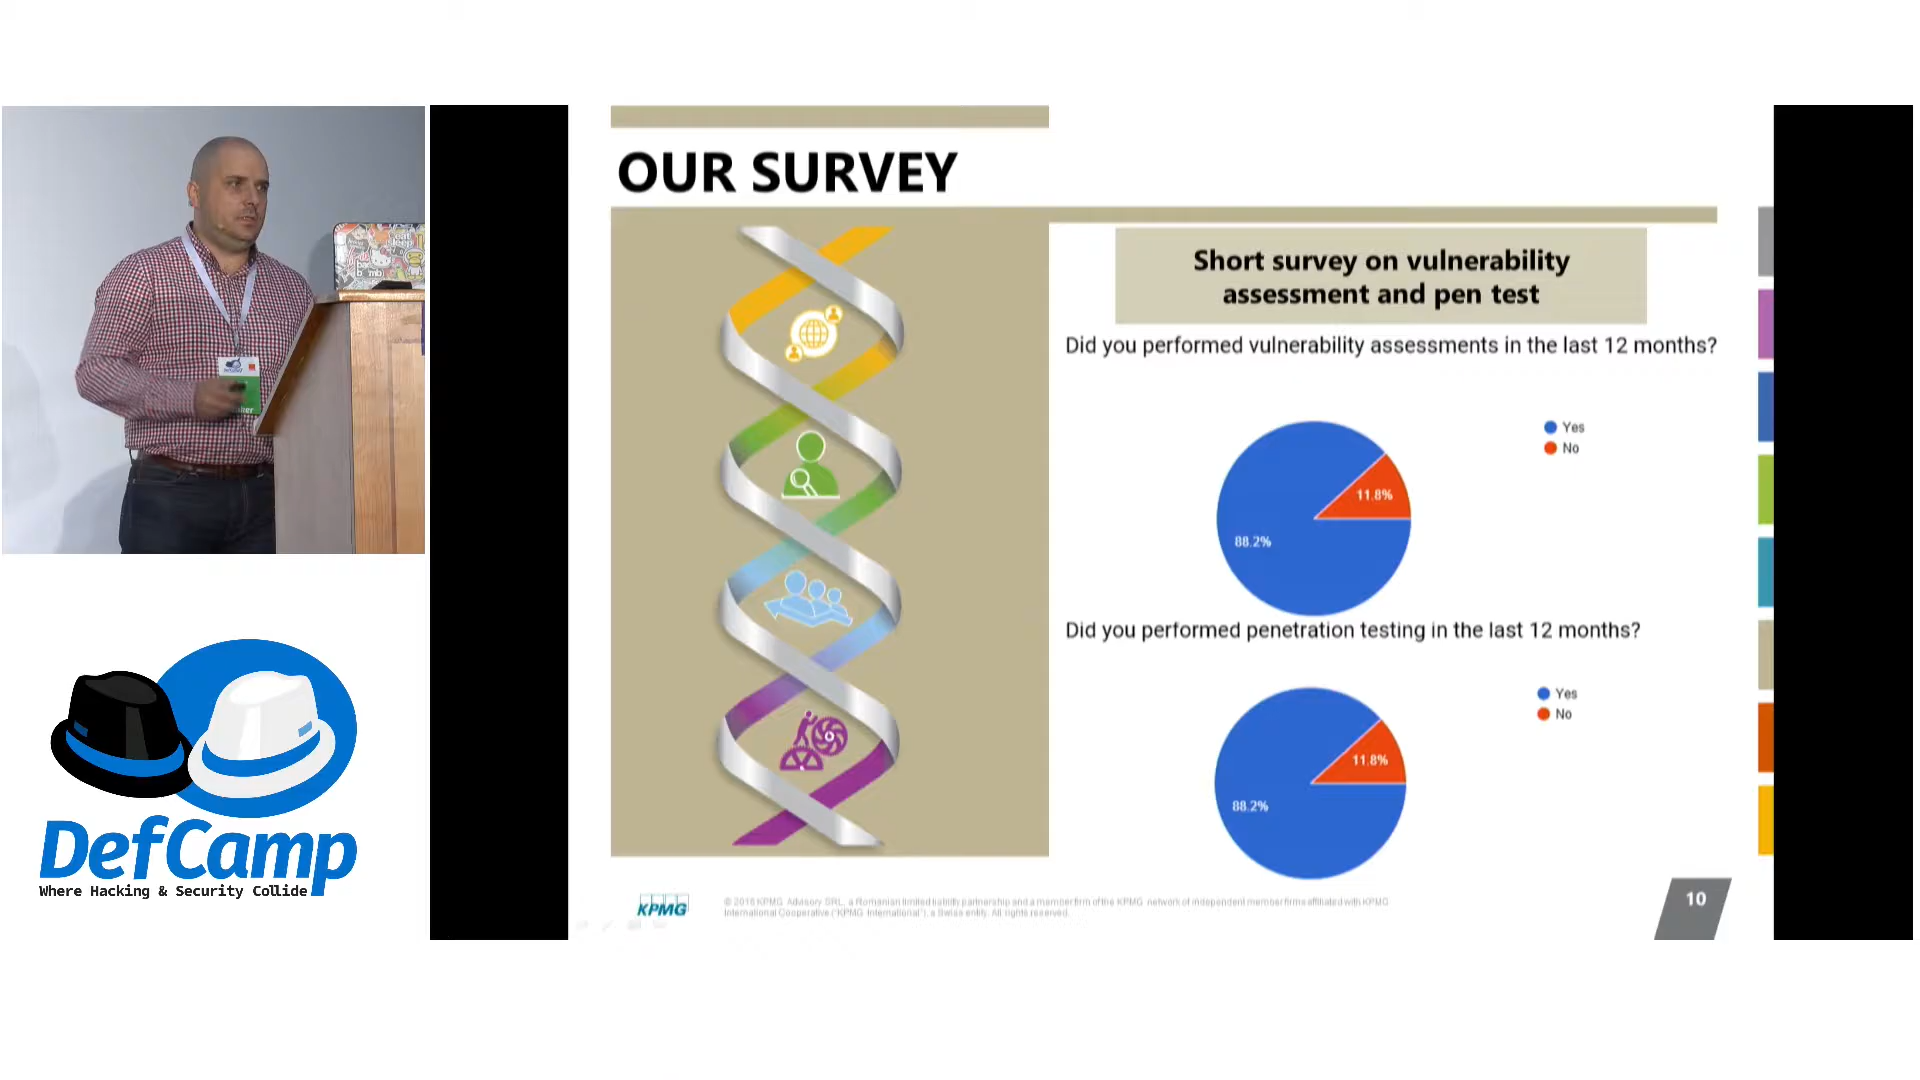 OUR SURVEY
Short survey on vulnerability
assessment and pen test
Did you performed vulnerability assessments in the last 12 months?
Yes
No
11.8%
88.2%
Did you performed penetration testing in the last 12 months?
Yes
No
11.8%
88.2%
DefCamp
Where Hacking & Security Collide
KPMG
© 2016 KPMG Advisory SRL, a Romanian limited liability partnership and a member firm of the KPMG network of independent member firms affiliated with KPMG
International Cooperative ("KPMG International"), a Swiss entity. All rights reserved.
10
eat
sleep